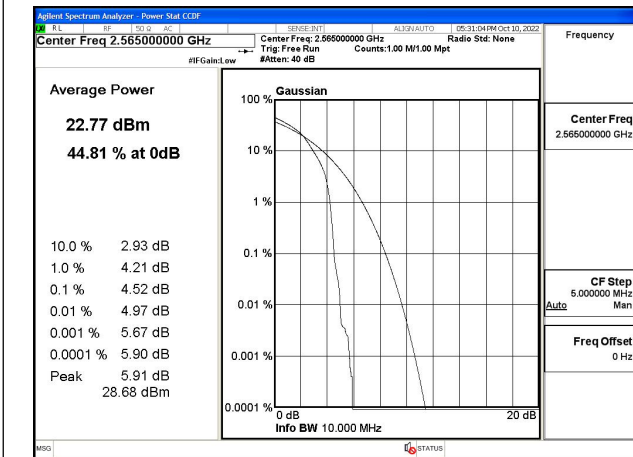 Agilent Spectrum Analyzer - Power Stat CCDF
RL RF 50 Ω AC SENSE:INT ALIGN AUTO 05:31:04 PM Oct 10, 2022
Center Freq 2.565000000 GHz
Center Freq: 2.565000000 GHz Radio Std: None
Trig: Free Run Counts:1.00 M/1.00 Mpt
#IFGain:Low #Atten: 40 dB
Frequency
Average Power
22.77 dBm
44.81 % at 0dB
10.0 % 2.93 dB
1.0 % 4.21 dB
0.1 % 4.52 dB
0.01 % 4.97 dB
0.001 % 5.67 dB
0.0001 % 5.90 dB
Peak 5.91 dB
28.68 dBm
Gaussian
100 %
10 %
1 %
0.1 %
0.01 %
0.001 %
0.0001 %
0 dB 20 dB
Info BW 10.000 MHz
Center Freq
2.565000000 GHz
CF Step
5.000000 MHz
Auto Man
Freq Offset
0 Hz
MSG STATUS